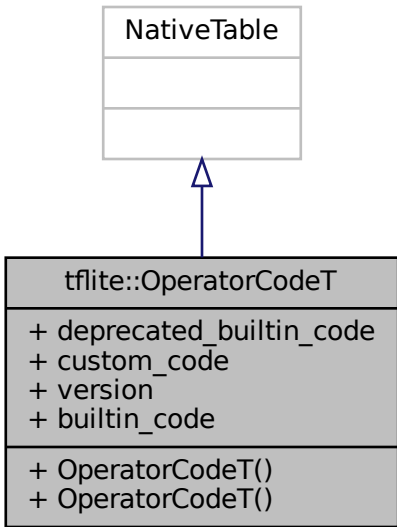 NativeTable
tflite::OperatorCodeT
+ deprecated_builtin_code
+ custom_code
+ version
+ builtin_code
+ OperatorCodeT()
+ OperatorCodeT()